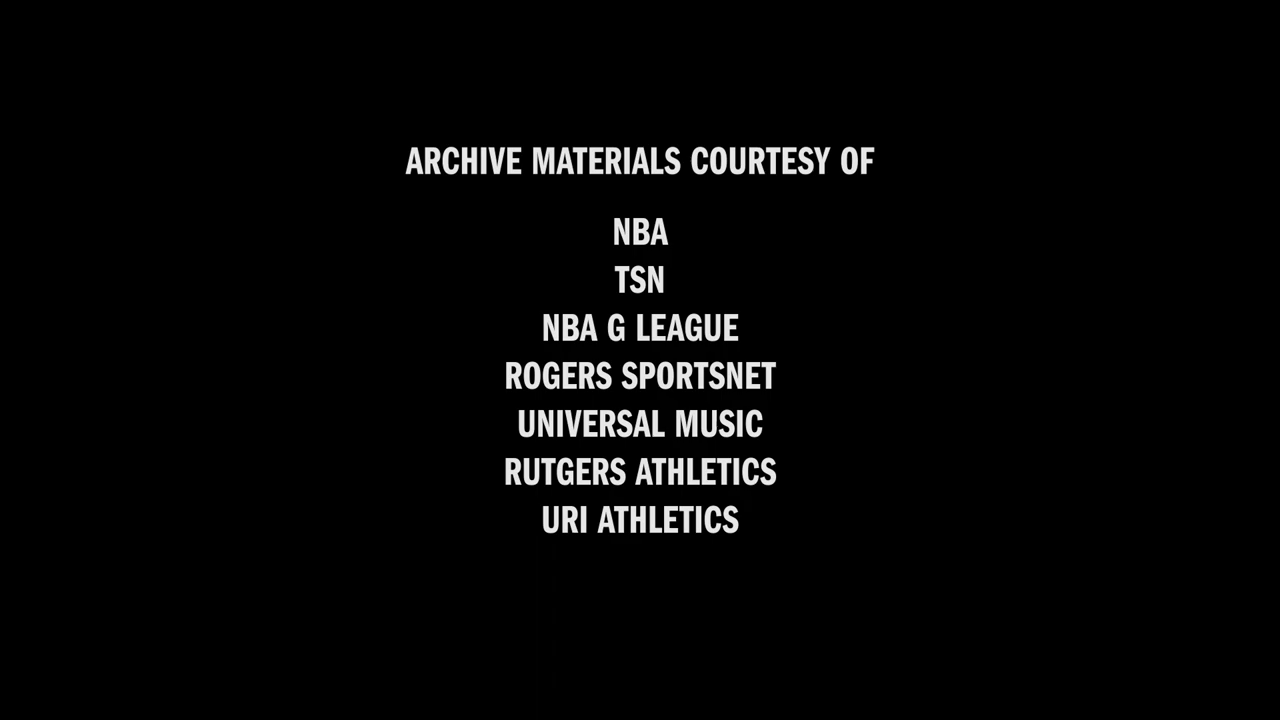 ARCHIVE MATERIALS COURTESY OF
NBA
TSN
NBA G LEAGUE
ROGERS SPORTSNET
UNIVERSAL MUSIC
RUTGERS ATHLETICS
URI ATHLETICS